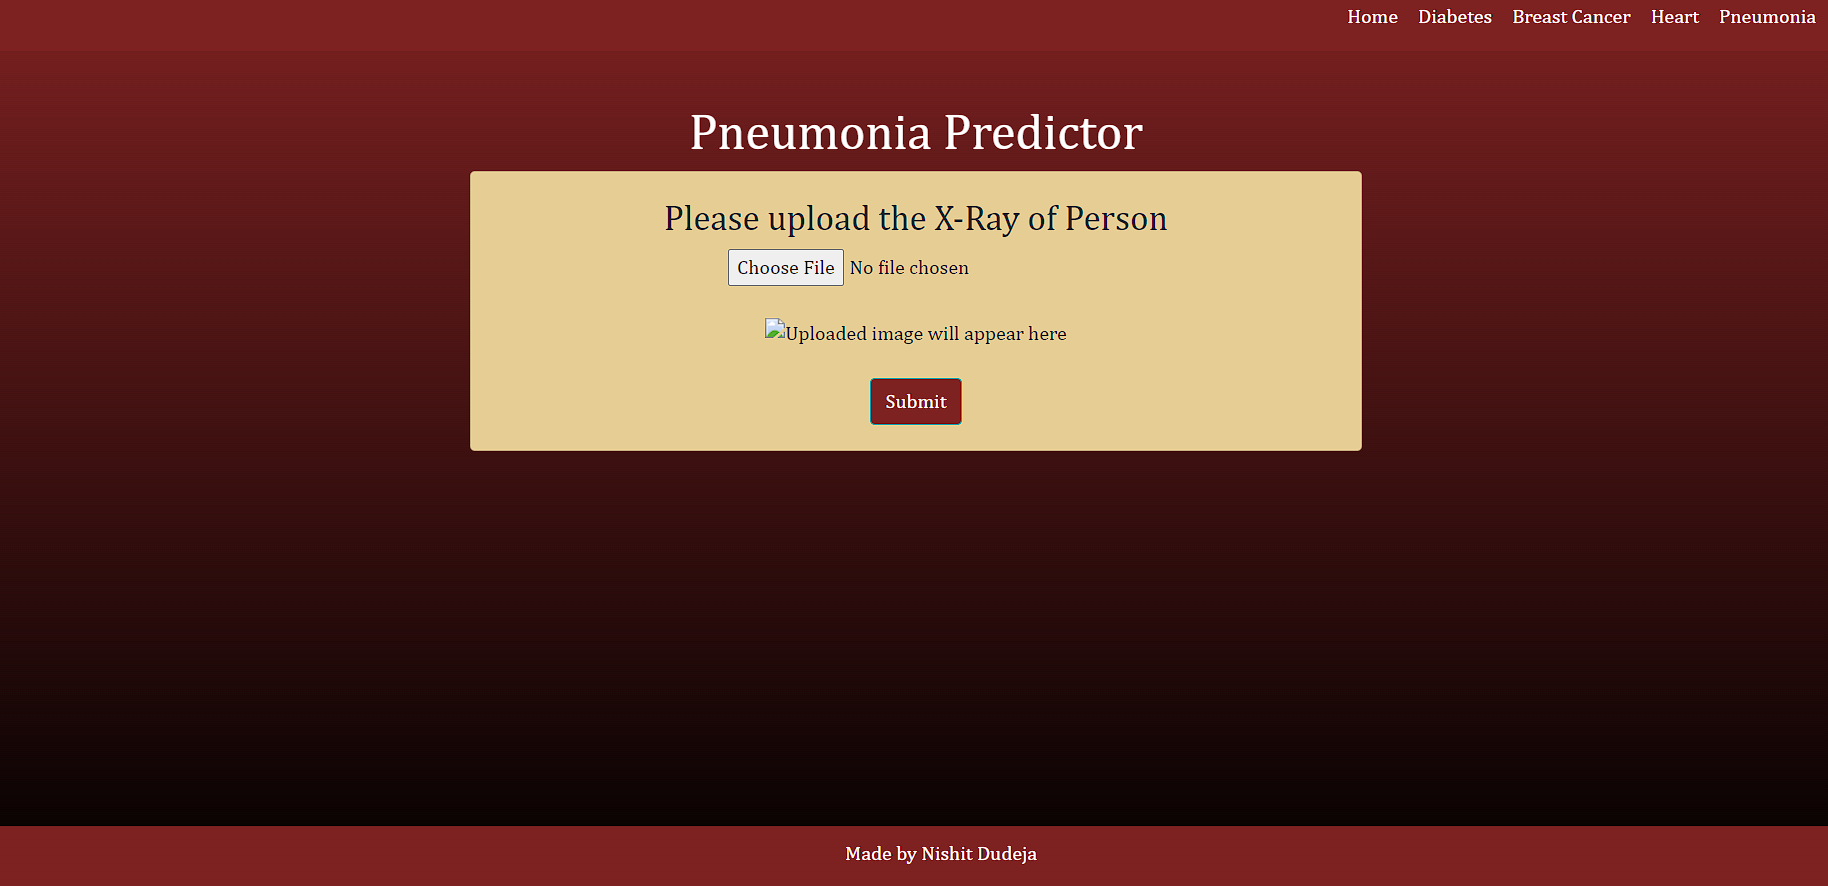 Home Diabetes Breast Cancer Heart Pneumonia
Pneumonia Predictor
Please upload the X-Ray of Person
Choose File No file chosen
Uploaded image will appear here
Submit
Made by Nishit Dudeja